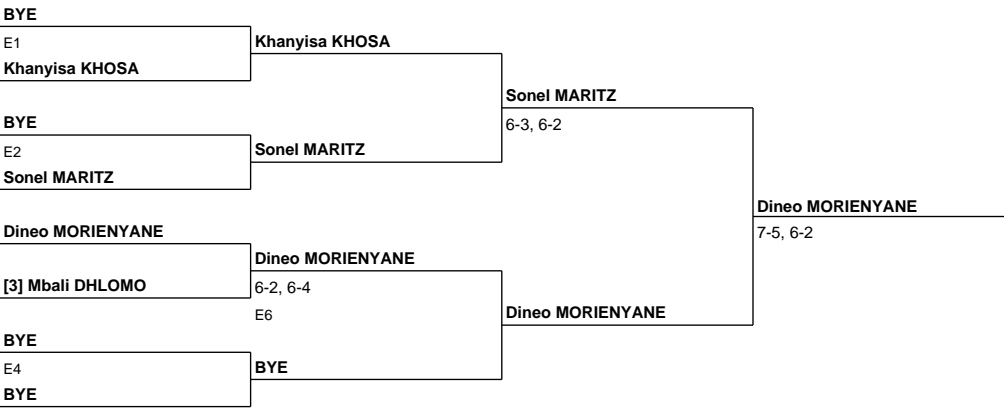 BYE
E1
Khanyisa KHOSA
Khanyisa KHOSA
BYE
E2
Sonel MARITZ
Sonel MARITZ
Sonel MARITZ
6-3, 6-2
Dineo MORIENYANE
[3] Mbali DHLOMO
Dineo MORIENYANE
6-2, 6-4
E6
BYE
E4
BYE
BYE
Dineo MORIENYANE
Dineo MORIENYANE
7-5, 6-2